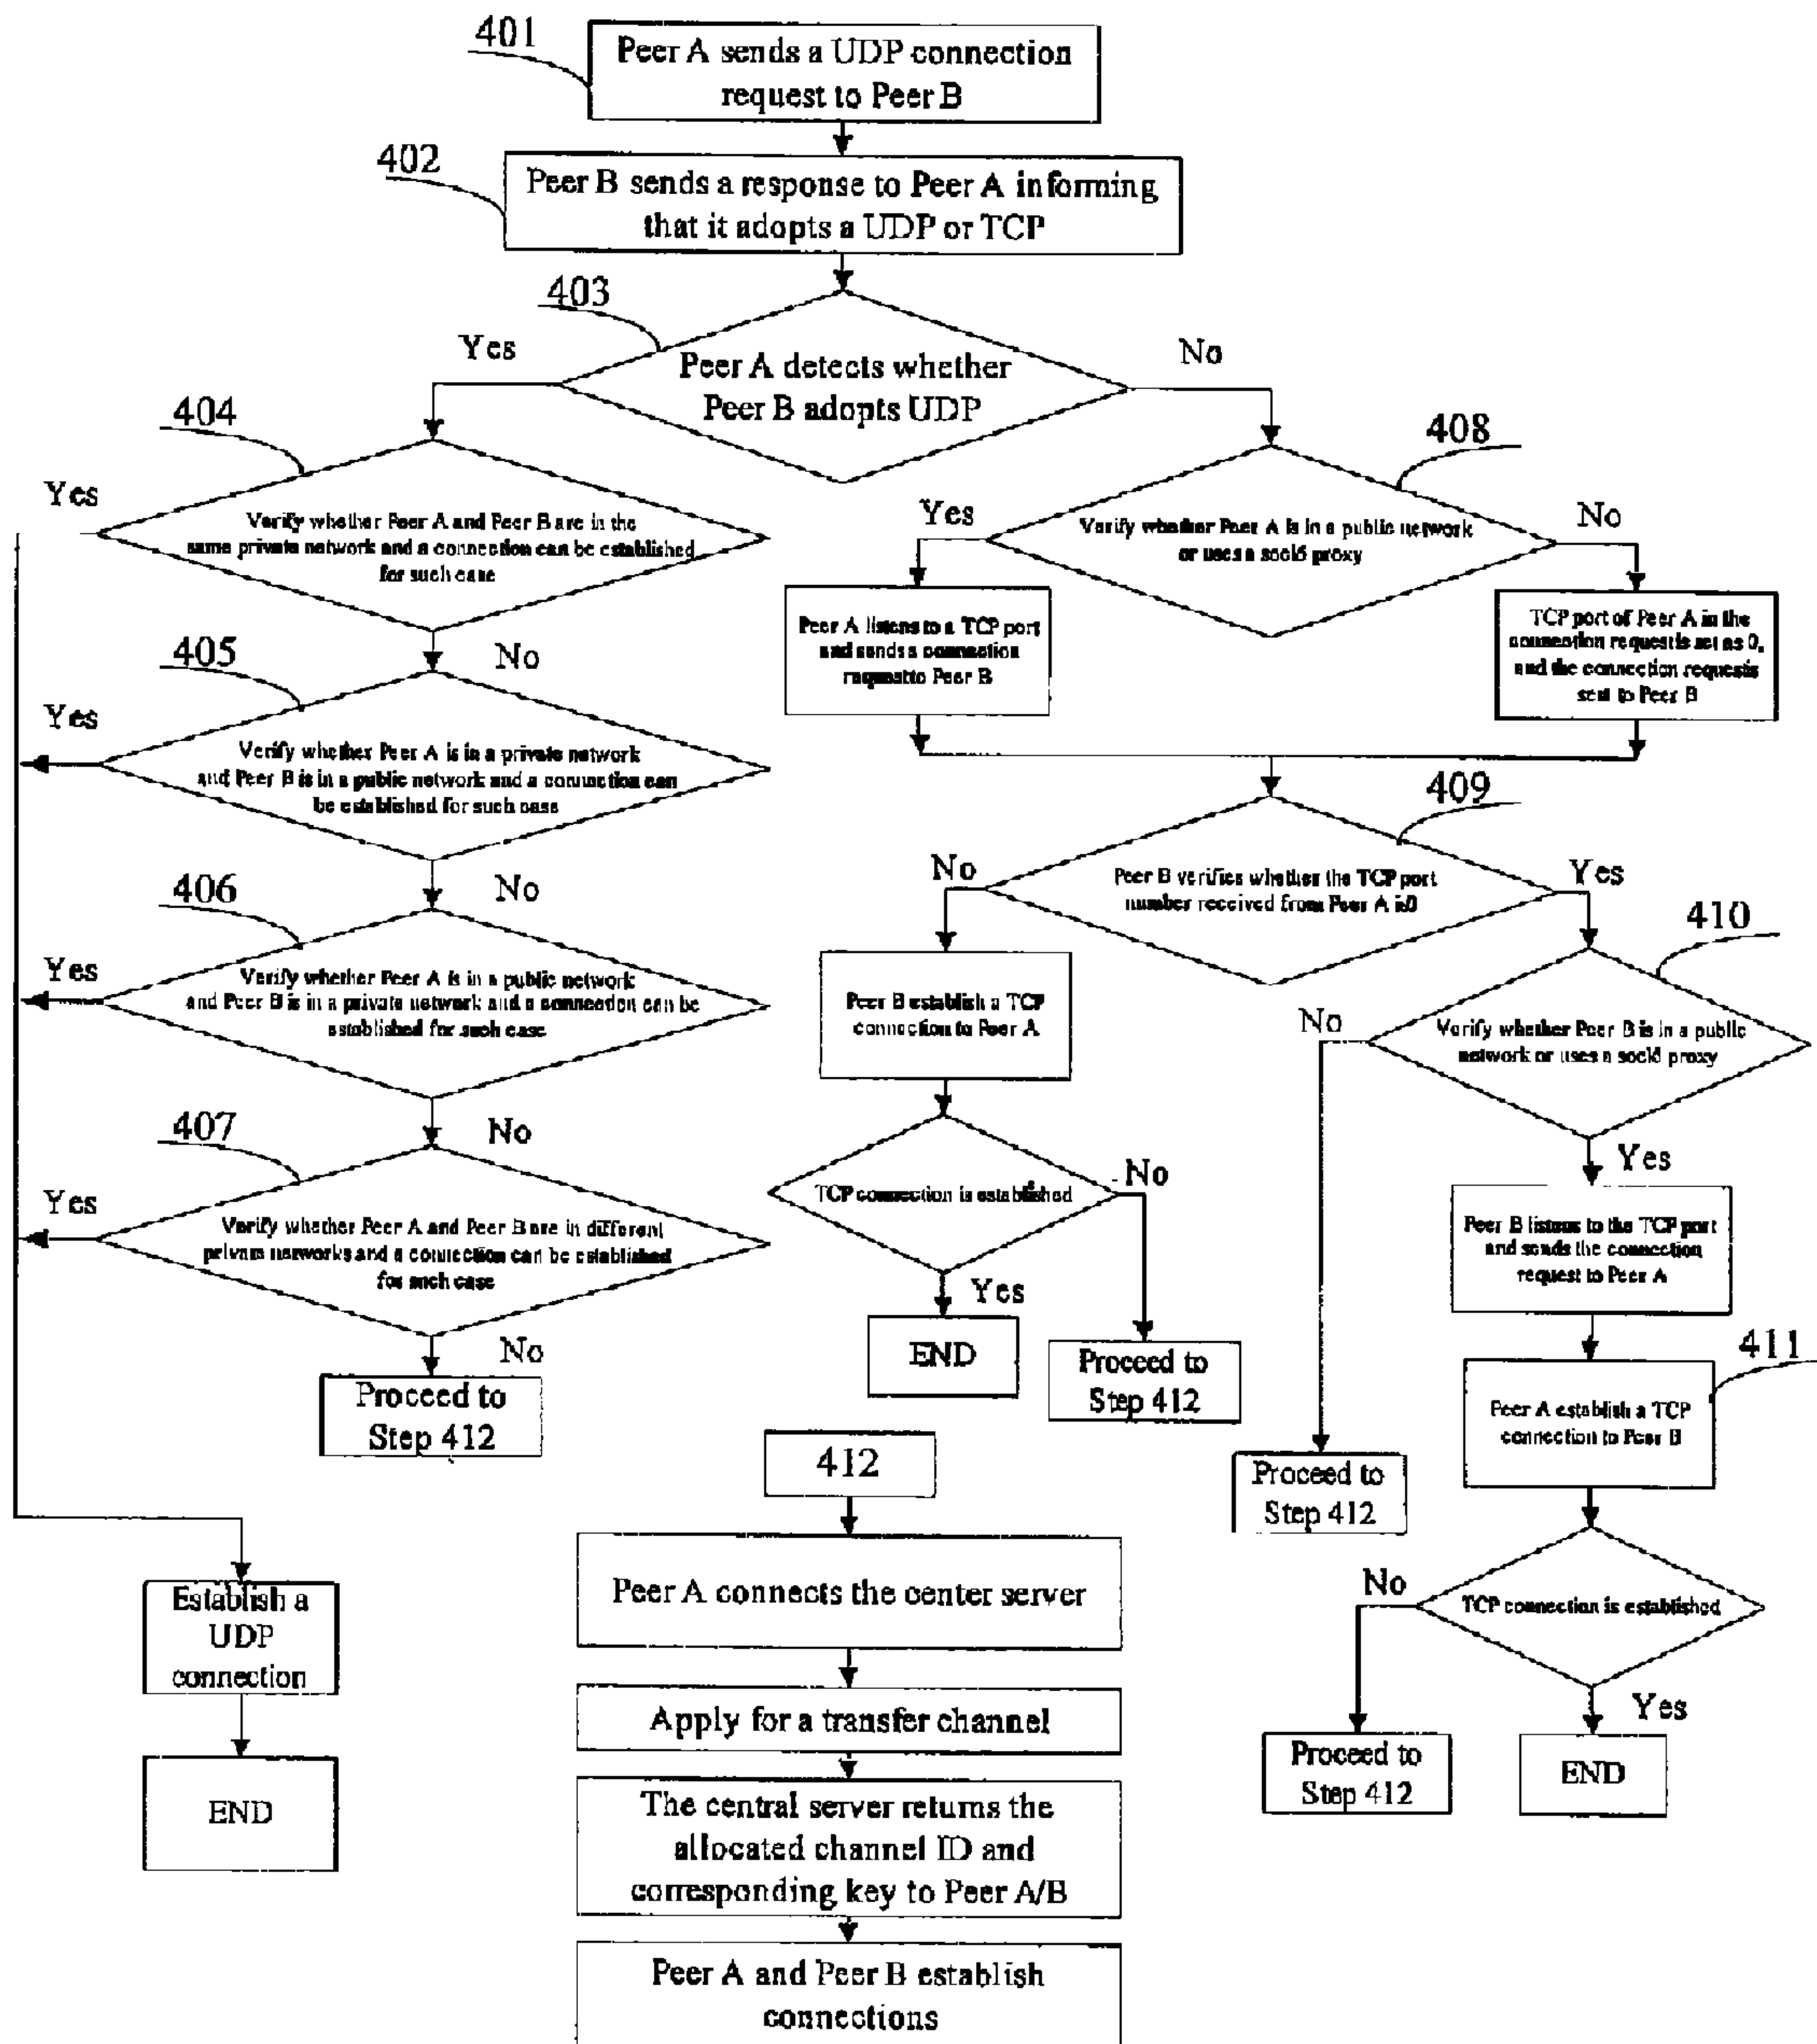 401
Peer A sends a UDP connection
request to Peer B
402
Peer B sends a response to Peer A informing
that it adopts a UDP or TCP
403
Yes
No
Peer A detects whether
Peer B adopts UDP
404
Yes
Verify whether Peer A and Peer B are in the
same private network and a connection can be established
for such case
No
405
Yes
Verify whether Peer A is in a private network
and Peer B is in a public network and a connection can
be established for such case
No
406
Yes
Verify whether Peer A is in a public network
and Peer B is in a private network and a connection can be
established for such case
No
407
Yes
Verify whether Peer A and Peer B are in different
private networks and a connection can be established
for such case
No
Proceed to
Step 412
Establish a
UDP
connection
END
408
Yes
No
Verify whether Peer A is in a public network
or uses a sock5 proxy
Peer A listens to a TCP port
and sends a connection
request to Peer B
TCP port of Peer A in the
connection request is set as 0,
and the connection request is
sent to Peer B
409
No
Yes
Peer B verifies whether the TCP port
number received from Peer A is 0
Peer B establish a TCP
connection to Peer A
TCP connection is established
No
Yes
END
Proceed to
Step 412
410
No
Verify whether Peer B is in a public
network or uses a sock5 proxy
Yes
Peer B listens to the TCP port
and sends the connection
request to Peer A
411
Peer A establish a TCP
connection to Peer B
Proceed to
Step 412
No
TCP connection is established
Yes
Proceed to
Step 412
END
412
Peer A connects the center server
Apply for a transfer channel
The central server returns the
allocated channel ID and
corresponding key to Peer A/B
Peer A and Peer B establish
connections